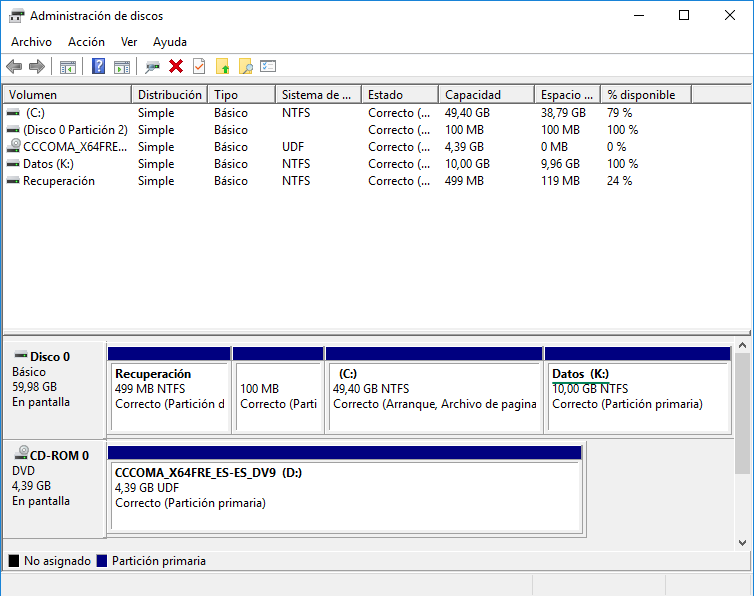 Administración de discos
Archivo Acción Ver Ayuda
Volumen Distribución Tipo Sistema de ... Estado Capacidad Espacio ... % disponible
(C:) Simple Básico NTFS Correcto (... 49,40 GB 38,79 GB 79 %
(Disco 0 Partición 2) Simple Básico Correcto (... 100 MB 100 MB 100 %
CCCOMA_X64FRE... Simple Básico UDF Correcto (... 4,39 GB 0 MB 0 %
Datos (K:) Simple Básico NTFS Correcto (... 10,00 GB 9,96 GB 100 %
Recuperación Simple Básico NTFS Correcto (... 499 MB 119 MB 24 %
Disco 0
Básico
59,98 GB
En pantalla
Recuperación
499 MB NTFS
Correcto (Partición d
100 MB
Correcto (Parti
(C:)
49,40 GB NTFS
Correcto (Arranque, Archivo de pagina
Datos (K:)
10,00 GB NTFS
Correcto (Partición primaria)
CD-ROM 0
DVD
4,39 GB
En pantalla
CCCOMA_X64FRE_ES-ES_DV9 (D:)
4,39 GB UDF
Correcto (Partición primaria)
No asignado Partición primaria